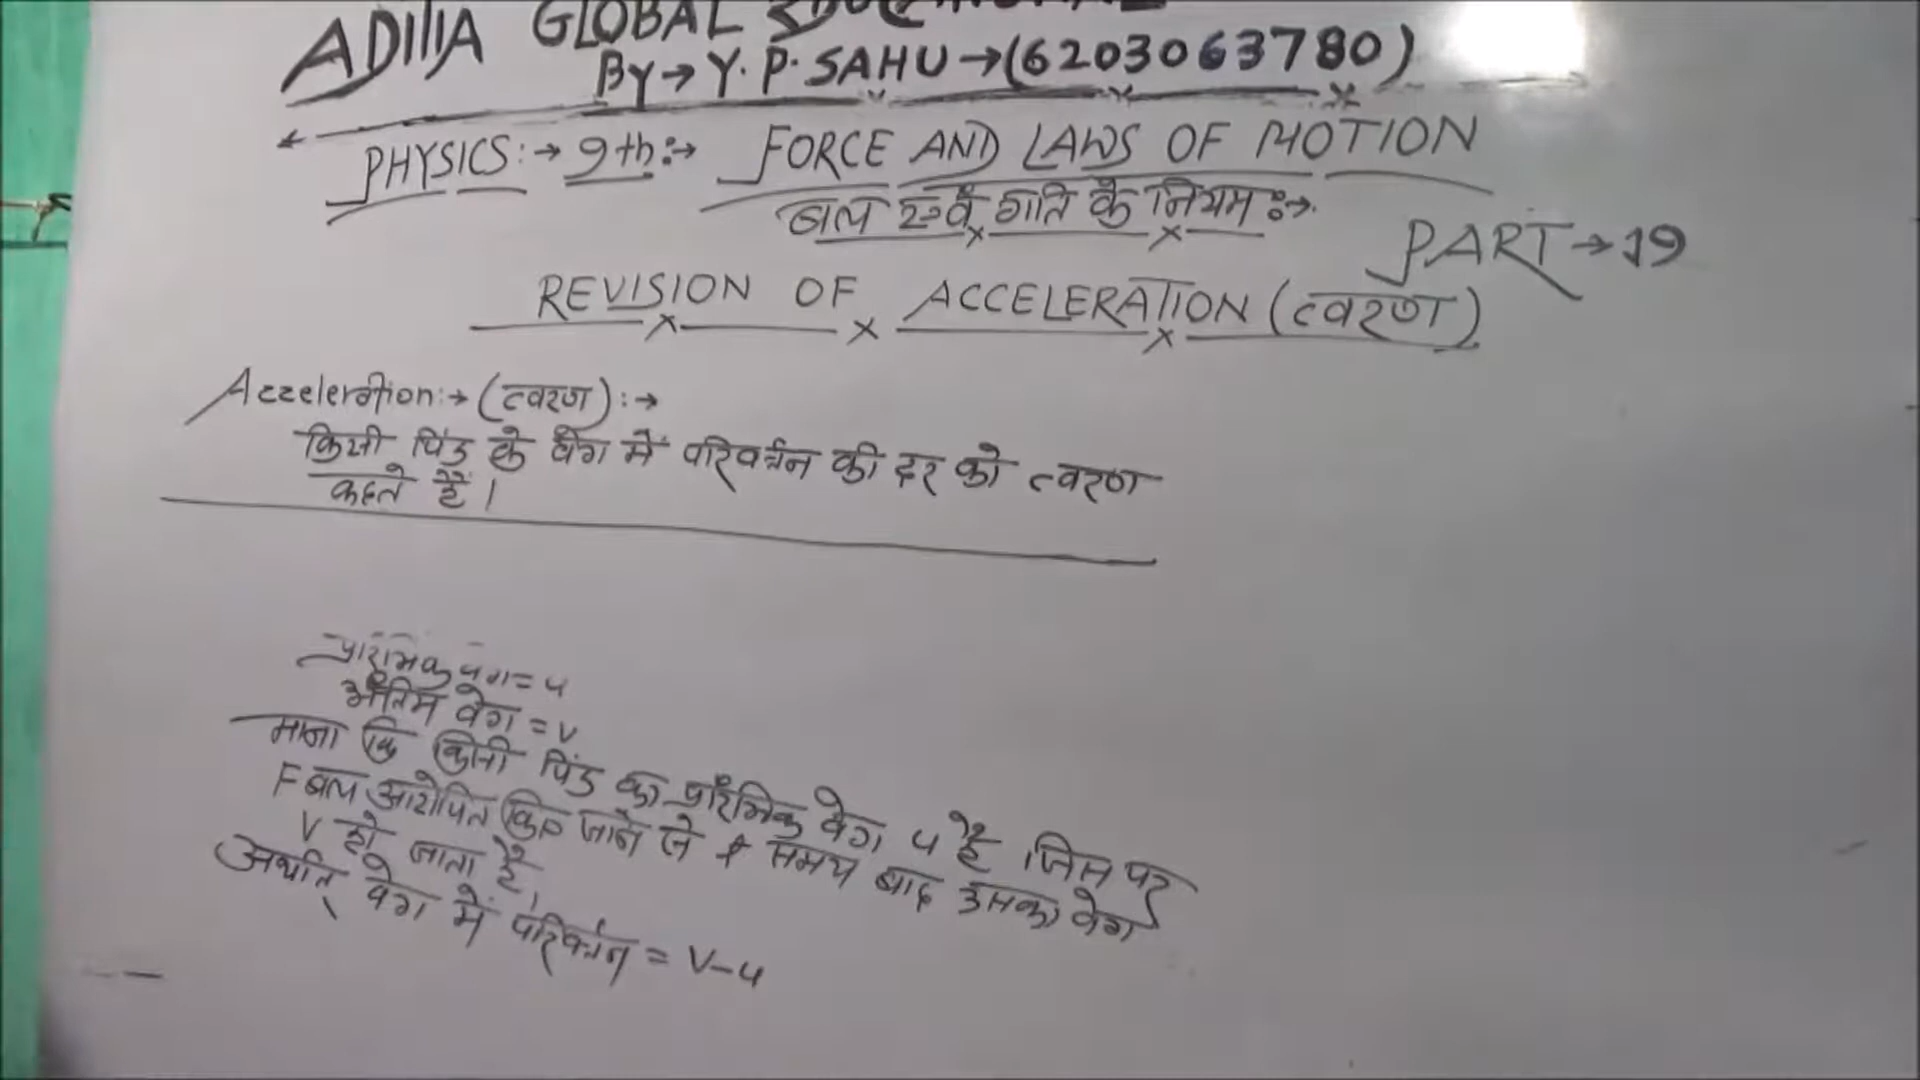 ADITIA GLOBAL EDUCATIONAL
BY→ Y. P. SAHU→(6203063780)
PHYSICS:→ 9th:→ FORCE AND LAWS OF MOTION
बल एवं गति के नियम:→
PART→19
REVISION OF ACCELERATION (त्वरण)
Acceleration:→ (त्वरण):→
किसी पिंड के वेग में परिवर्तन की दर को त्वरण
कहते हैं।
प्रारंभिक वेग = u
अंतिम वेग = v
माना कि किसी पिंड का प्रारंभिक वेग u है, जिस पर
F बल आरोपित किए जाने से t समय बाद उसका वेग
V हो जाता है,
अर्थात् वेग में परिवर्तन = v-u